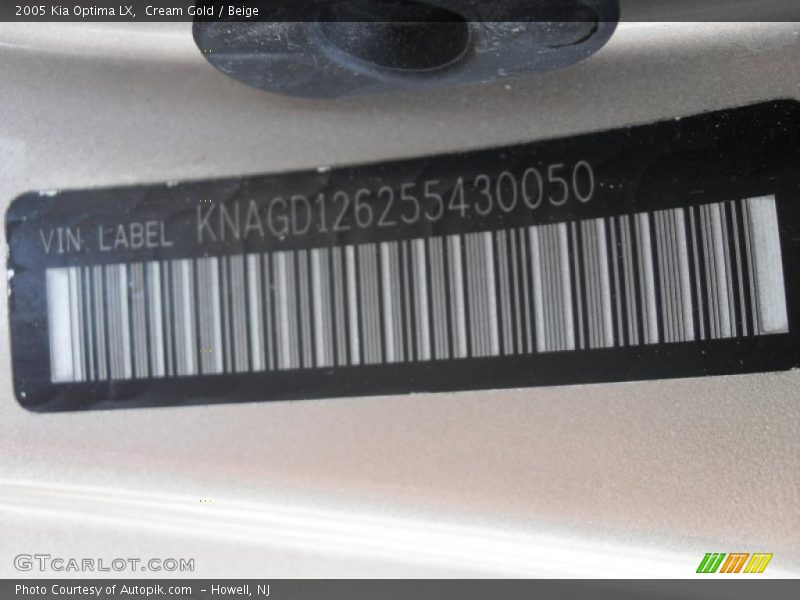 2005 Kia Optima LX,  Cream Gold / Beige
VIN LABEL KNAGD126255430050
GTCARLOT.COM
Photo Courtesy of Autopik.com  – Howell, NJ